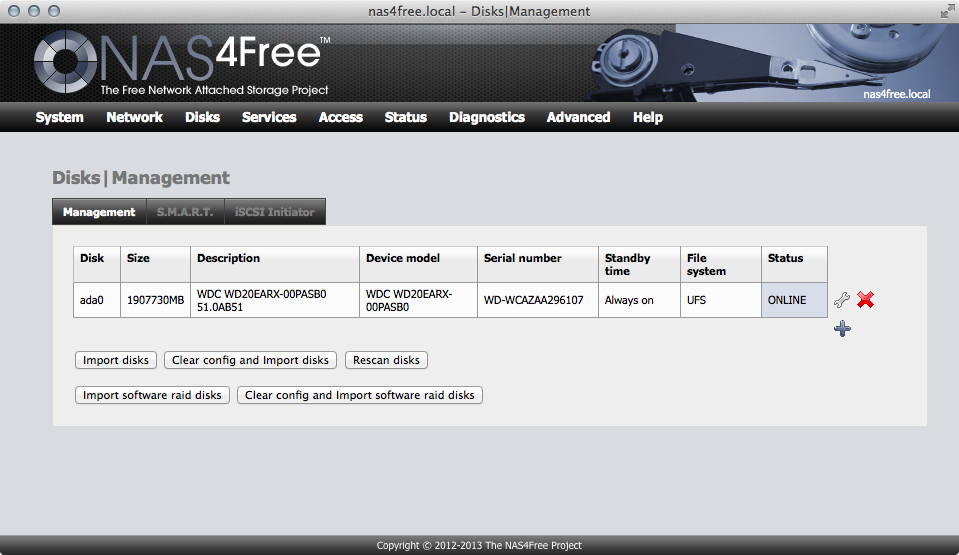 nas4free.local – Disks|Management
NAS4Free™
The Free Network Attached Storage Project
nas4free.local
System Network Disks Services Access Status Diagnostics Advanced Help
Disks|Management
Management S.M.A.R.T. iSCSI Initiator
Disk Size Description Device model Serial number Standby time File system Status
ada0 1907730MB WDC WD20EARX-00PASB0 51.0AB51 WDC WD20EARX-00PASB0 WD-WCAZAA296107 Always on UFS ONLINE
Import disks Clear config and Import disks Rescan disks
Import software raid disks Clear config and Import software raid disks
Copyright © 2012-2013 The NAS4Free Project